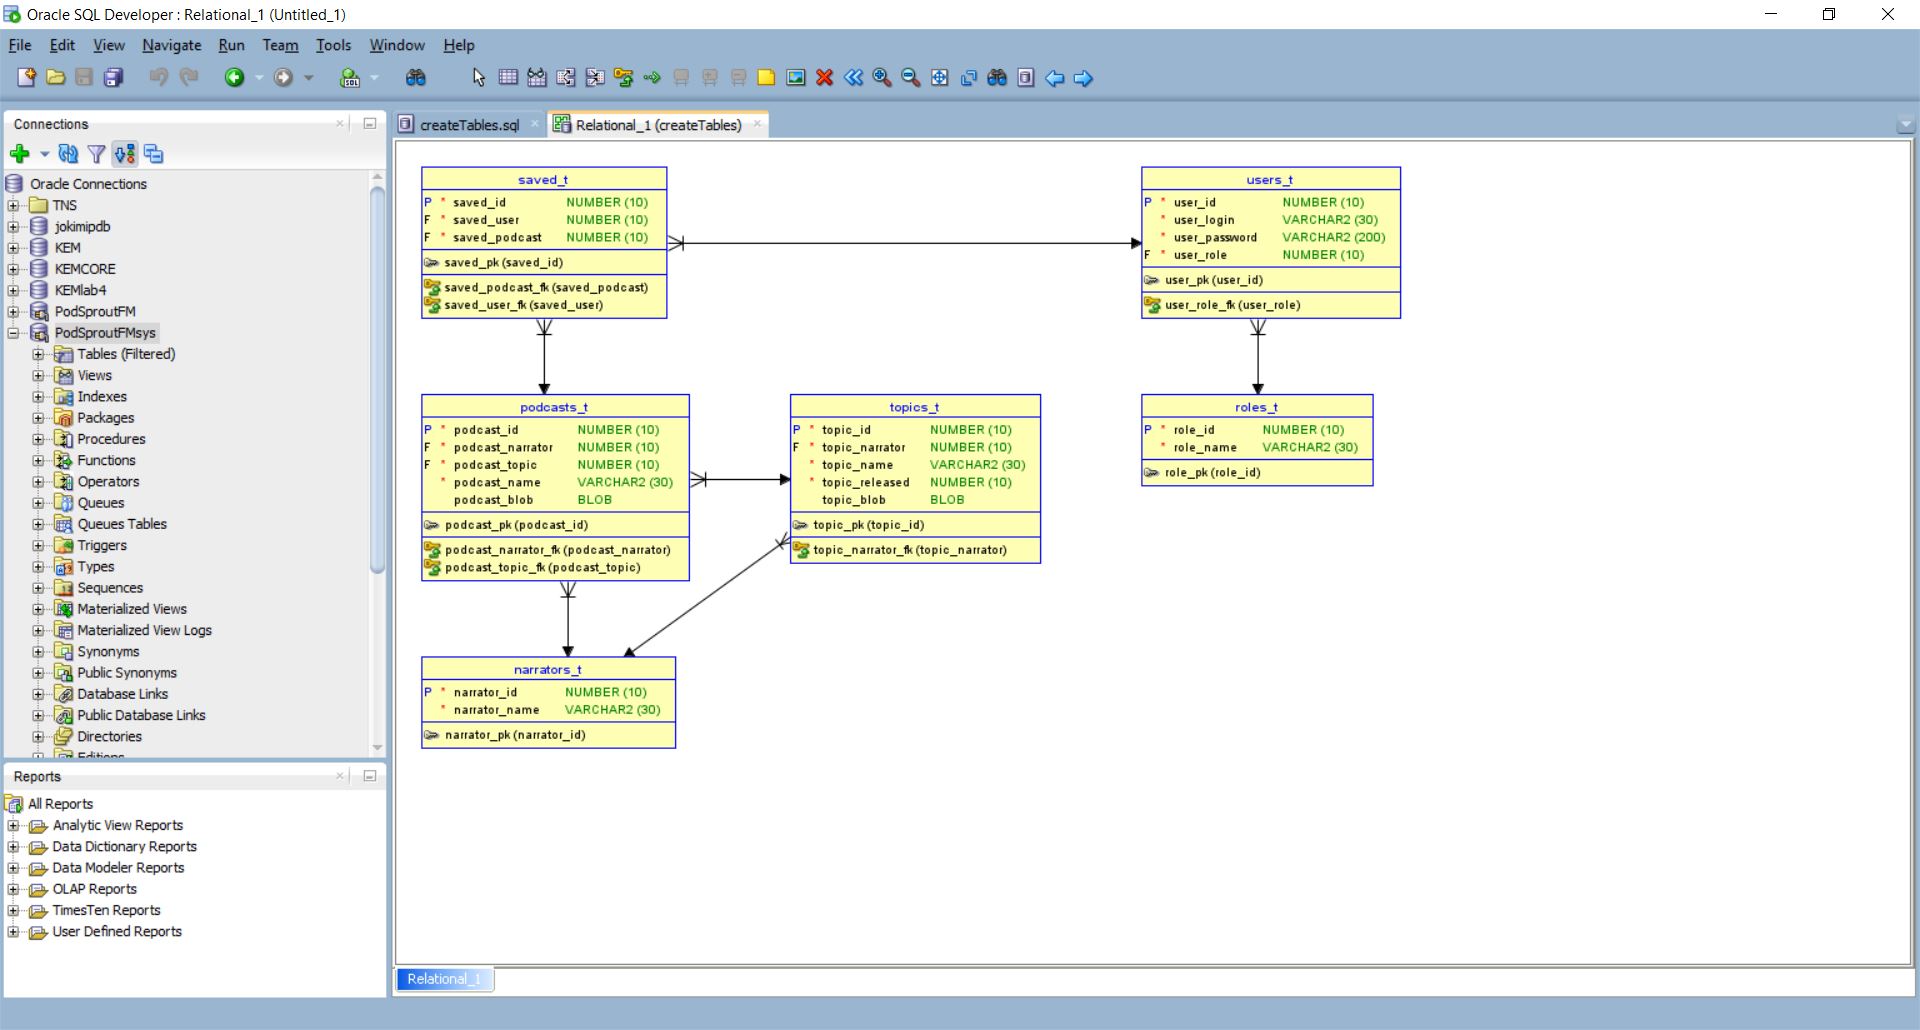 Oracle SQL Developer : Relational_1 (Untitled_1)
File Edit View Navigate Run Team Tools Window Help
Connections
Oracle Connections
TNS
jokimipdb
KEM
KEMCORE
KEMlab4
PodSproutFM
PodSproutFMsys
Tables (Filtered)
Views
Indexes
Packages
Procedures
Functions
Operators
Queues
Queues Tables
Triggers
Types
Sequences
Materialized Views
Materialized View Logs
Synonyms
Public Synonyms
Database Links
Public Database Links
Directories
Editions
Reports
All Reports
Analytic View Reports
Data Dictionary Reports
Data Modeler Reports
OLAP Reports
TimesTen Reports
User Defined Reports
createTables.sql
Relational_1 (createTables)
saved_t
P * saved_id NUMBER (10)
F * saved_user NUMBER (10)
F * saved_podcast NUMBER (10)
saved_pk (saved_id)
saved_podcast_fk (saved_podcast)
saved_user_fk (saved_user)
users_t
P * user_id NUMBER (10)
* user_login VARCHAR2 (30)
* user_password VARCHAR2 (200)
F * user_role NUMBER (10)
user_pk (user_id)
user_role_fk (user_role)
podcasts_t
P * podcast_id NUMBER (10)
F * podcast_narrator NUMBER (10)
F * podcast_topic NUMBER (10)
* podcast_name VARCHAR2 (30)
podcast_blob BLOB
podcast_pk (podcast_id)
podcast_narrator_fk (podcast_narrator)
podcast_topic_fk (podcast_topic)
topics_t
P * topic_id NUMBER (10)
F * topic_narrator NUMBER (10)
* topic_name VARCHAR2 (30)
* topic_released NUMBER (10)
topic_blob BLOB
topic_pk (topic_id)
topic_narrator_fk (topic_narrator)
roles_t
P * role_id NUMBER (10)
* role_name VARCHAR2 (30)
role_pk (role_id)
narrators_t
P * narrator_id NUMBER (10)
* narrator_name VARCHAR2 (30)
narrator_pk (narrator_id)
Relational_1